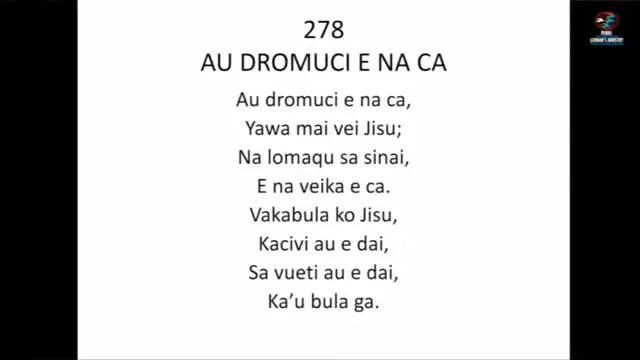 278
AU DROMUCI E NA CA
Au dromuci e na ca,
Yawa mai vei Jisu;
Na lomaqu sa sinai,
E na veika e ca.
Vakabula ko Jisu,
Kacivi au e dai,
Sa vueti au e dai,
Ka’u bula ga.